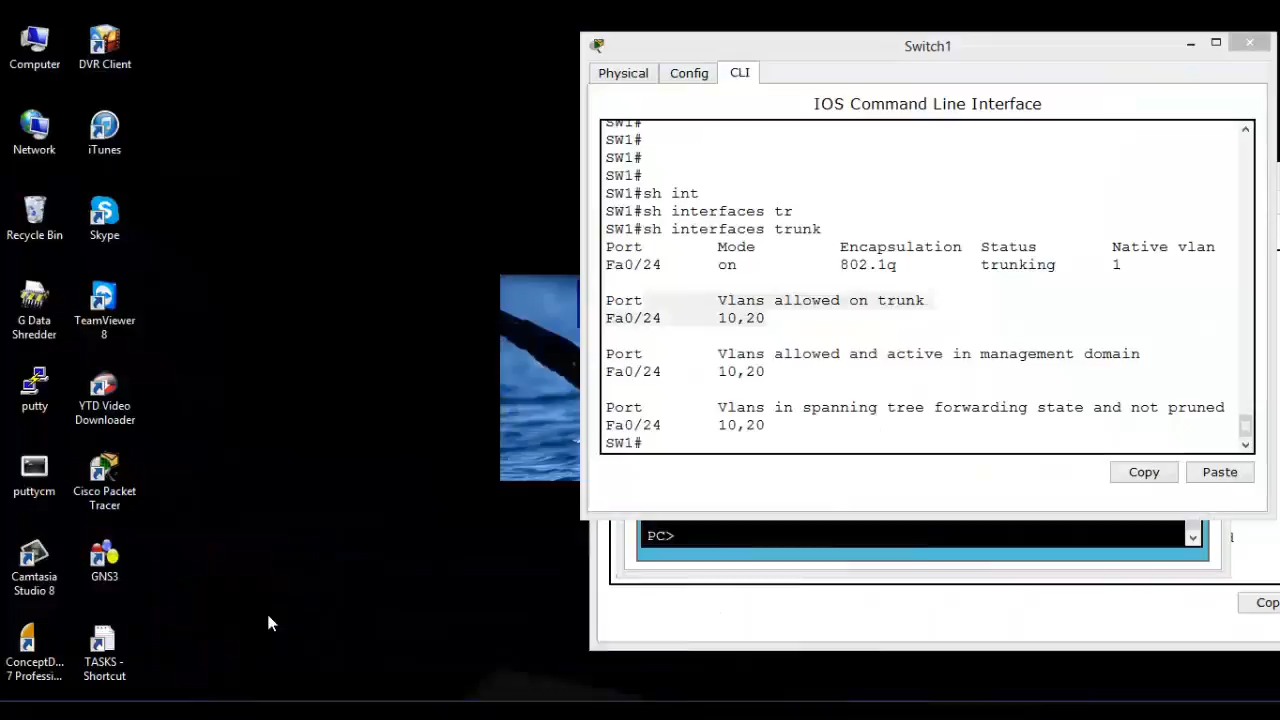 Computer
DVR Client
Network
iTunes
Recycle Bin
Skype
G Data
Shredder
TeamViewer
8
putty
YTD Video
Downloader
puttycm
Cisco Packet
Tracer
Camtasia
Studio 8
GNS3
ConceptD...
7 Professi...
TASKS -
Shortcut
Switch1
Physical
Config
CLI
IOS Command Line Interface
SW1#
SW1#
SW1#
SW1#
SW1#sh int
SW1#sh interfaces tr
SW1#sh interfaces trunk
Port Mode Encapsulation Status Native vlan
Fa0/24 on 802.1q trunking 1
Port Vlans allowed on trunk
Fa0/24 10,20
Port Vlans allowed and active in management domain
Fa0/24 10,20
Port Vlans in spanning tree forwarding state and not pruned
Fa0/24 10,20
SW1#
Copy
Paste
PC>
Cop